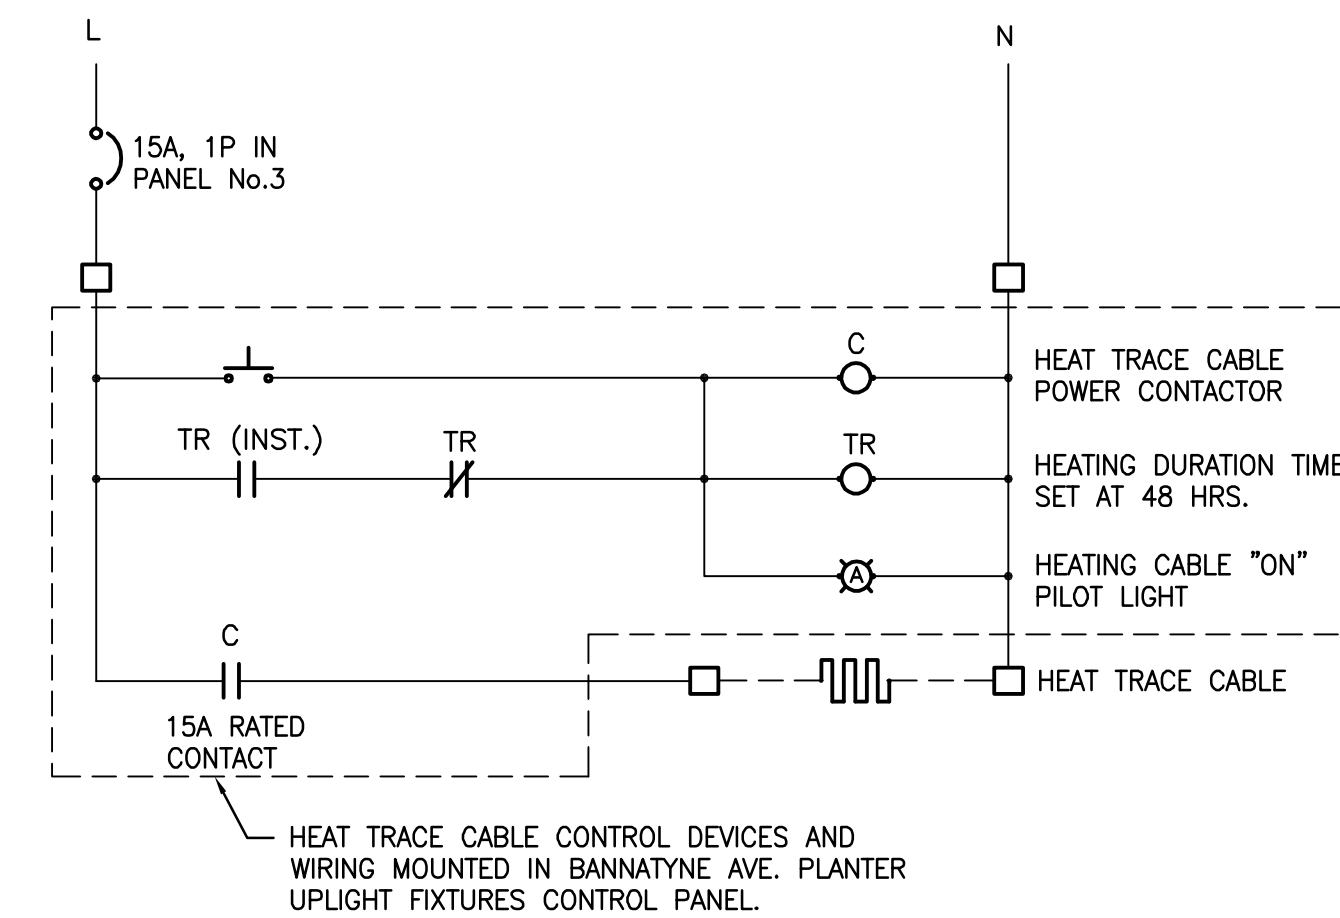 L
N
15A, 1P IN
PANEL No.3
C
HEAT TRACE CABLE
POWER CONTACTOR
TR (INST.)
TR
TR
HEATING DURATION TIME
SET AT 48 HRS.
HEATING CABLE "ON"
PILOT LIGHT
A
C
HEAT TRACE CABLE
15A RATED
CONTACT
HEAT TRACE CABLE CONTROL DEVICES AND
WIRING MOUNTED IN BANNATYNE AVE. PLANTER
UPLIGHT FIXTURES CONTROL PANEL.